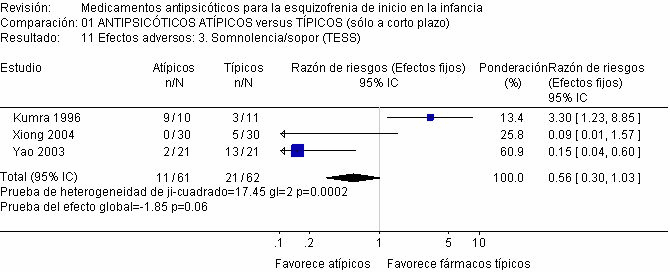 Revisión: Medicamentos antipsicóticos para la esquizofrenia de inicio en la infancia
Comparación: 01 ANTIPSICÓTICOS ATÍPICOS versus TÍPICOS (sólo a corto plazo)
Resultado: 11 Efectos adversos: 3. Somnolencia/sopor (TESS)
Estudio Atípicos Típicos Razón de riesgos (Efectos fijos) Ponderación Razón de riesgos
n/N n/N 95% IC (%) (Efectos fijos)
95% IC
Kumra 1996 9/10 3/11 13.4 3.30 [1.23, 8.85]
Xiong 2004 0/30 5/30 25.8 0.09 [0.01, 1.57]
Yao 2003 2/21 13/21 60.9 0.15 [0.04, 0.60]
Total (95% IC) 11/61 21/62 100.0 0.56 [0.30, 1.03]
Prueba de heterogeneidad de ji-cuadrado=17.45 gl=2 p=0.0002
Prueba del efecto global=-1.85 p=0.06
.1 .2 1 5 10
Favorece atípicos Favorece fármacos típicos